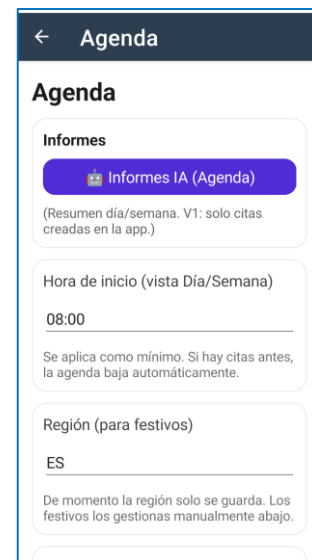 Agenda
Agenda
Informes
Informes IA (Agenda)
(Resumen día/semana. V1: solo citas
creadas en la app.)
Hora de inicio (vista Día/Semana)
08:00
Se aplica como mínimo. Si hay citas antes,
la agenda baja automáticamente.
Región (para festivos)
ES
De momento la región solo se guarda. Los
festivos los gestionas manualmente abajo.